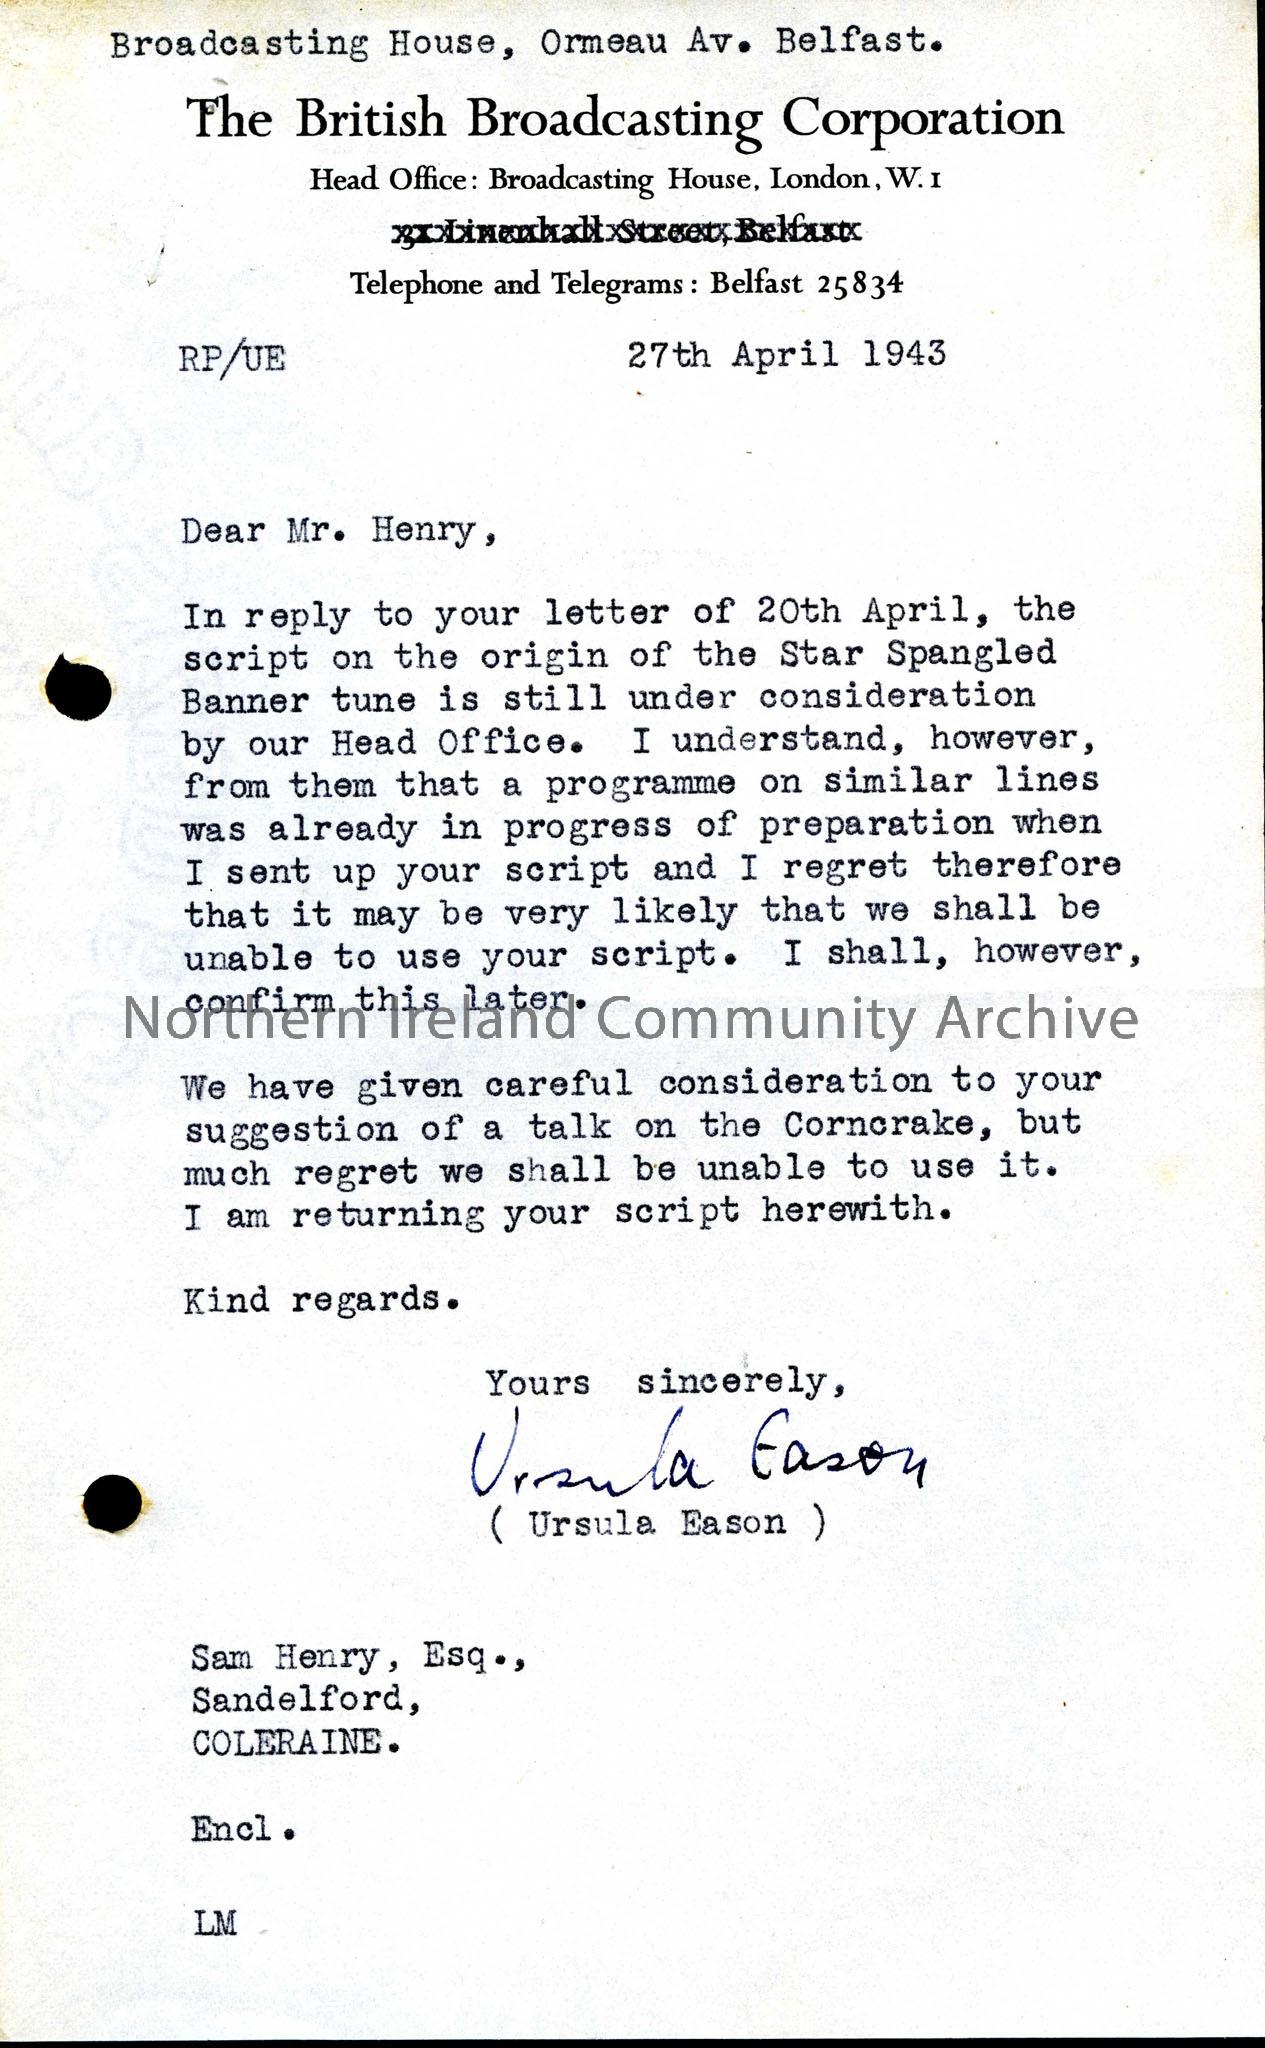 Broadcasting House, Ormeau Av. Belfast.
The British Broadcasting Corporation
Head Office: Broadcasting House, London, W. 1
31 Linenhall Street, Belfast
Telephone and Telegrams: Belfast 25834
RP/UE 27th April 1943
Dear Mr. Henry,
In reply to your letter of 20th April, the
script on the origin of the Star Spangled
Banner tune is still under consideration
by our Head Office. I understand, however,
from them that a programme on similar lines
was already in progress of preparation when
I sent up your script and I regret therefore
that it may be very likely that we shall be
unable to use your script. I shall, however,
confirm this later.
Northern Ireland Community Archive
We have given careful consideration to your
suggestion of a talk on the Corncrake, but
much regret we shall be unable to use it.
I am returning your script herewith.
Kind regards.
Yours sincerely,
Ursula Eason
( Ursula Eason )
Sam Henry, Esq.,
Sandelford,
COLERAINE.
Encl.
LM